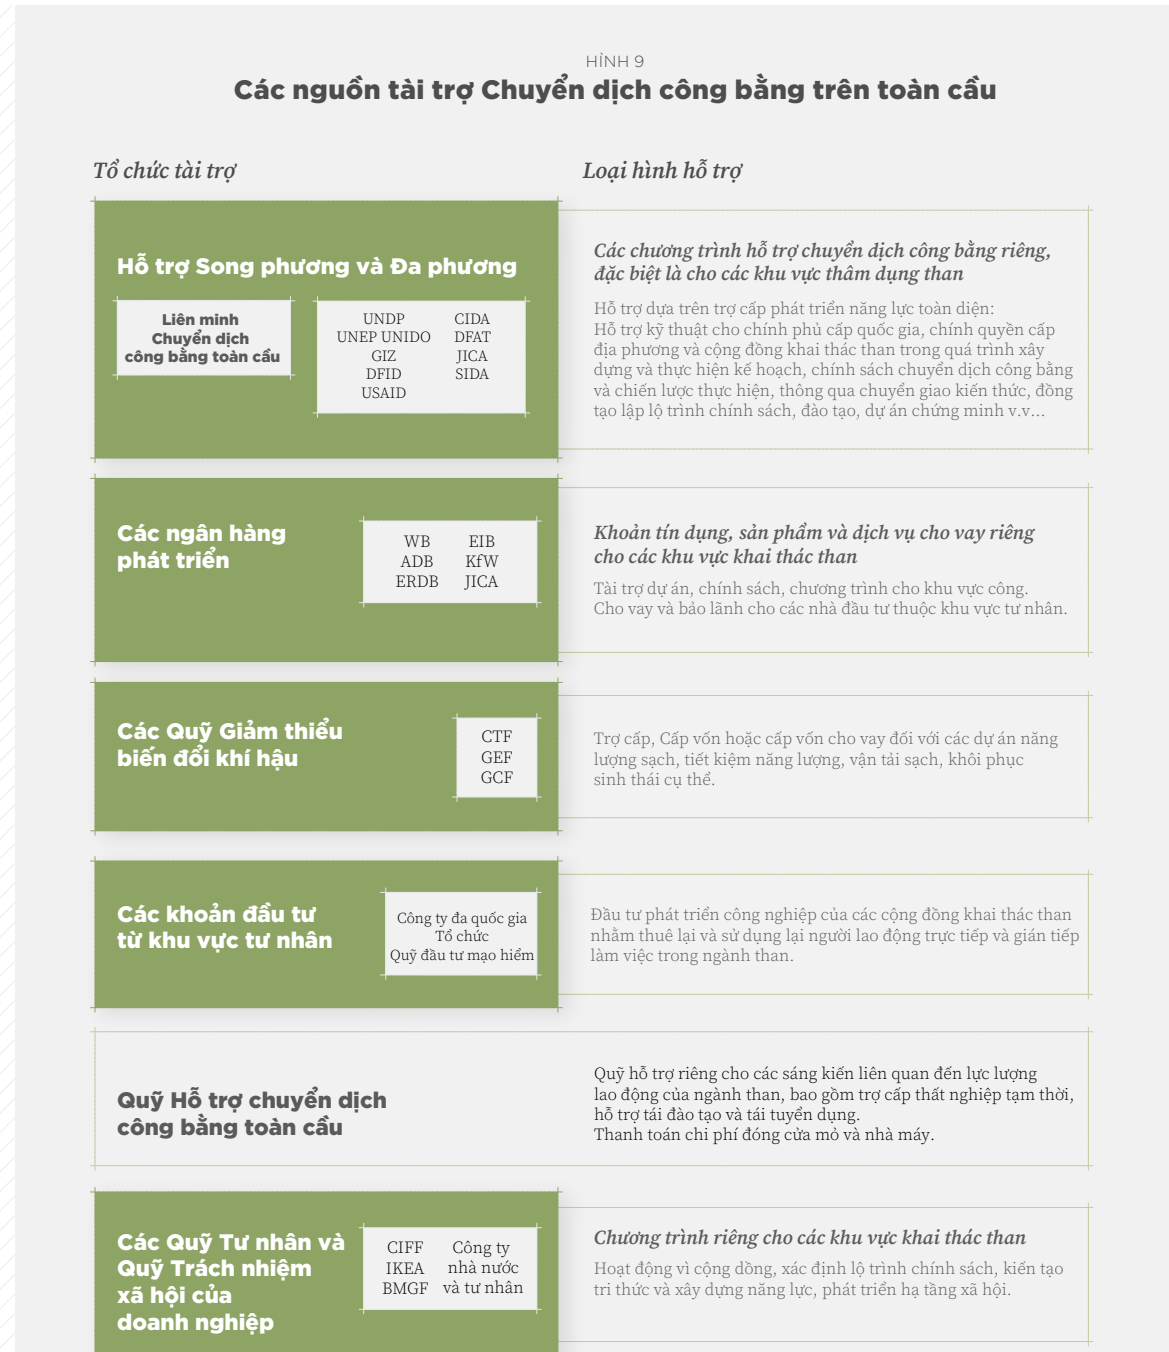 HÌNH 9
Các nguồn tài trợ Chuyển dịch công bằng trên toàn cầu
Tổ chức tài trợ
Loại hình hỗ trợ
Hỗ trợ Song phương và Đa phương
Liên minh
Chuyển dịch
công bằng toàn cầu
UNDP
UNEP UNIDO
GIZ
DFID
USAID
CIDA
DFAT
JICA
SIDA
Các chương trình hỗ trợ chuyển dịch công bằng riêng,
đặc biệt là cho các khu vực thâm dụng than
Hỗ trợ dựa trên trợ cấp phát triển năng lực toàn diện:
Hỗ trợ kỹ thuật cho chính phủ cấp quốc gia, chính quyền cấp
địa phương và cộng đồng khai thác than trong quá trình xây
dựng và thực hiện kế hoạch, chính sách chuyển dịch công bằng
và chiến lược thực hiện, thông qua chuyển giao kiến thức, đồng
tạo lập lộ trình chính sách, đào tạo, dự án chứng minh v.v…
Các ngân hàng
phát triển
WB
ADB
ERDB
EIB
KfW
JICA
Khoản tín dụng, sản phẩm và dịch vụ cho vay riêng
cho các khu vực khai thác than
Tài trợ dự án, chính sách, chương trình cho khu vực công.
Cho vay và bảo lãnh cho các nhà đầu tư thuộc khu vực tư nhân.
Các Quỹ Giảm thiểu
biến đổi khí hậu
CTF
GEF
GCF
Trợ cấp, Cấp vốn hoặc cấp vốn cho vay đối với các dự án năng
lượng sạch, tiết kiệm năng lượng, vận tải sạch, khôi phục
sinh thái cụ thể.
Các khoản đầu tư
từ khu vực tư nhân
Công ty đa quốc gia
Tổ chức
Quỹ đầu tư mạo hiểm
Đầu tư phát triển công nghiệp của các cộng đồng khai thác than
nhằm thuê lại và sử dụng lại người lao động trực tiếp và gián tiếp
làm việc trong ngành than.
Quỹ Hỗ trợ chuyển dịch
công bằng toàn cầu
Quỹ hỗ trợ riêng cho các sáng kiến liên quan đến lực lượng
lao động của ngành than, bao gồm trợ cấp thất nghiệp tạm thời,
hỗ trợ tái đào tạo và tái tuyển dụng.
Thanh toán chi phí đóng cửa mỏ và nhà máy.
Các Quỹ Tư nhân và
Quỹ Trách nhiệm
xã hội của
doanh nghiệp
CIFF
IKEA
BMGF
Công ty
nhà nước
và tư nhân
Chương trình riêng cho các khu vực khai thác than
Hoạt động vì cộng dồng, xác định lộ trình chính sách, kiến tạo
tri thức và xây dựng năng lực, phát triển hạ tầng xã hội.